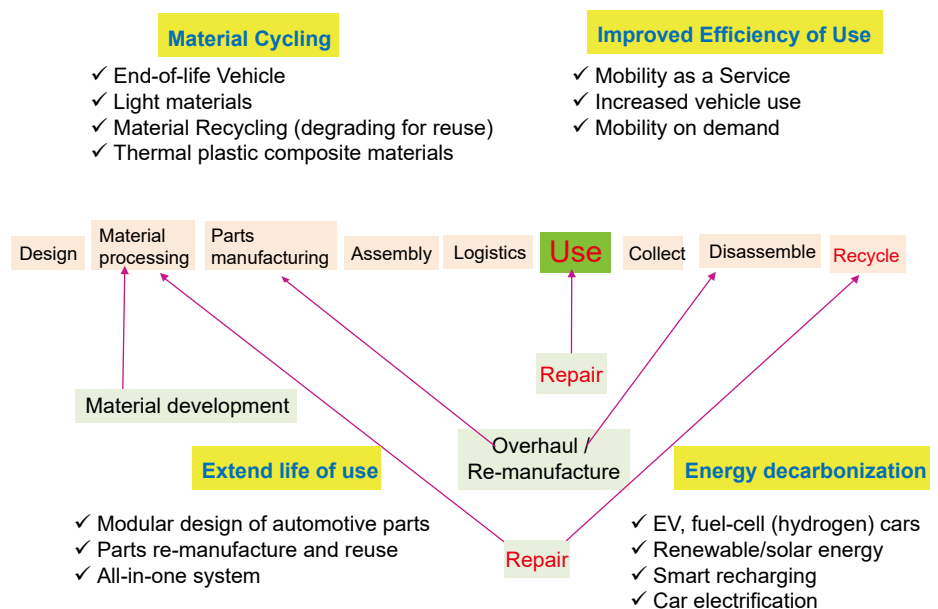 Material Cycling
✓ End-of-life Vehicle
✓ Light materials
✓ Material Recycling (degrading for reuse)
✓ Thermal plastic composite materials
Improved Efficiency of Use
✓ Mobility as a Service
✓ Increased vehicle use
✓ Mobility on demand
Design
Material
processing
Parts
manufacturing
Assembly
Logistics
Use
Collect
Disassemble
Recycle
Repair
Material development
Overhaul /
Re-manufacture
Extend life of use
✓ Modular design of automotive parts
✓ Parts re-manufacture and reuse
✓ All-in-one system
Repair
Energy decarbonization
✓ EV, fuel-cell (hydrogen) cars
✓ Renewable/solar energy
✓ Smart recharging
✓ Car electrification